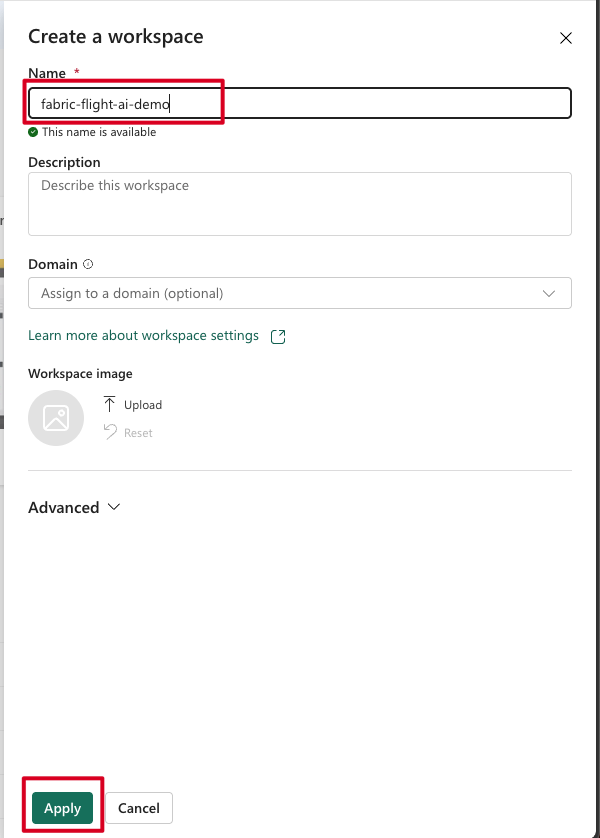 Create a workspace
Name *
fabric-flight-ai-demo
This name is available
Description
Describe this workspace
Domain
Assign to a domain (optional)
Learn more about workspace settings
Workspace image
Upload
Reset
Advanced
Apply Cancel